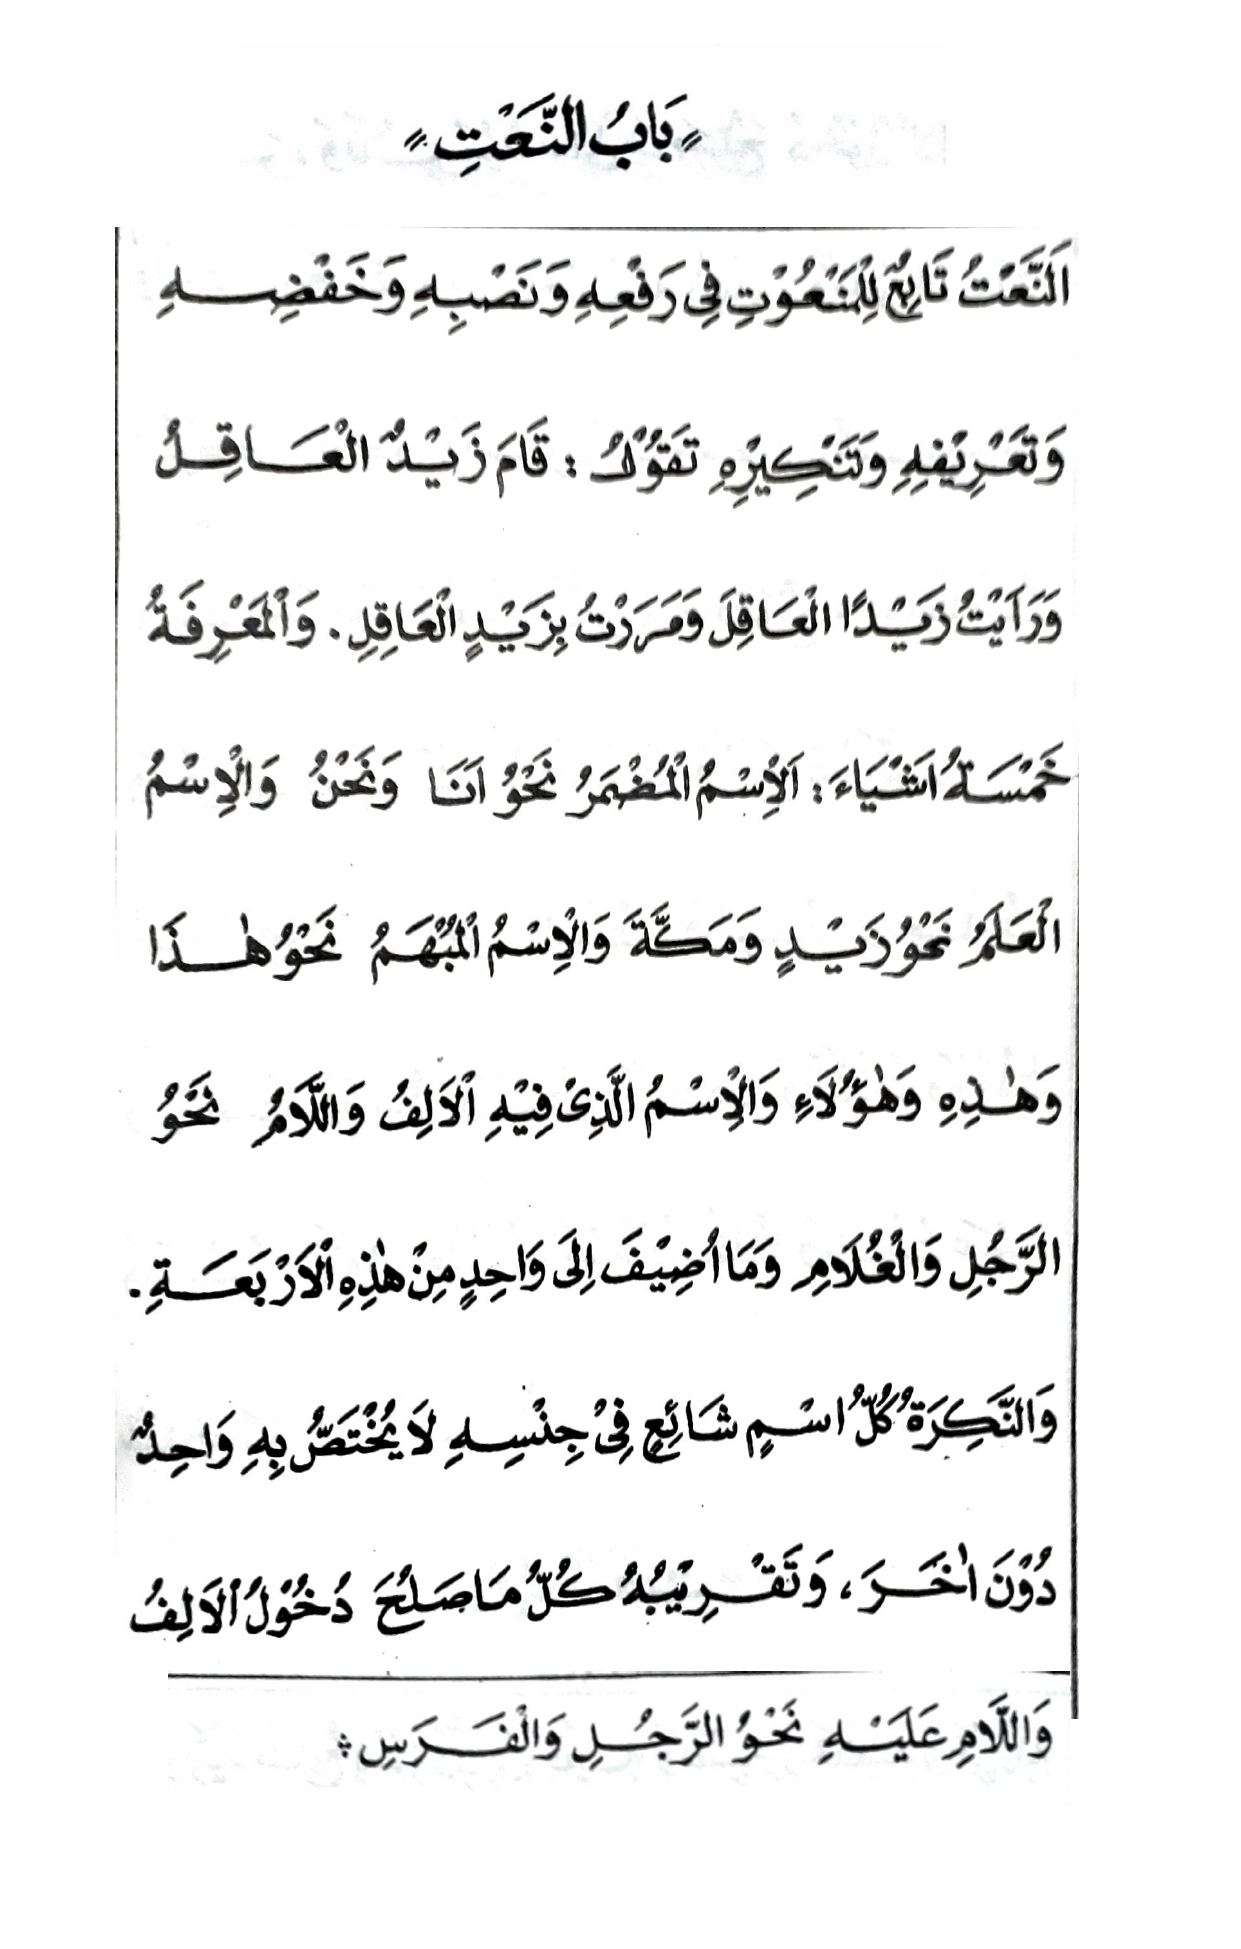 «بَابُ النَّعْتِ»
اَلنَّعْتُ تَابِعٌ لِلْمَنْعُوْتِ فِي رَفْعِهِ وَنَصْبِهِ وَخَفْضِهِ
وَتَعْرِيْفِهِ وَتَنْكِيْرِهِ تَقُوْلُ : قَامَ زَيْدٌ الْعَاقِلُ
وَرَاَيْتُ زَيْدًا الْعَاقِلَ وَمَرَرْتُ بِزَيْدٍ الْعَاقِلِ. وَالْمَعْرِفَةُ
خَمْسَةُ اَشْيَاءَ : اَلْاِسْمُ الْمُضْمَرُ نَحْوُ اَنَا وَنَحْنُ وَالْاِسْمُ
الْعَلَمُ نَحْوُ زَيْدٍ وَمَكَّةَ وَالْاِسْمُ الْمُبْهَمُ نَحْوُ هٰذَا
وَهٰذِهِ وَهٰؤُلَاءِ وَالْاِسْمُ الَّذِىْ فِيْهِ الْاَلِفُ وَاللَّامُ نَحْوُ
الرَّجُلِ وَالْغُلَامِ وَمَا اُضِيْفَ اِلَى وَاحِدٍ مِنْ هٰذِهِ الْاَرْبَعَةِ.
وَالنَّكِرَةُ كُلُّ اسْمٍ شَائِعٍ فِىْ جِنْسِهِ لَا يُخْتَصُّ بِهِ وَاحِدٌ
دُوْنَ اٰخَرَ، وَتَقْرِيْبُهُ كُلُّ مَا صَلُحَ دُخُوْلُ الْاَلِفُ
وَاللَّامِ عَلَيْهِ نَحْوُ الرَّجُلِ وَالْفَرَسِ